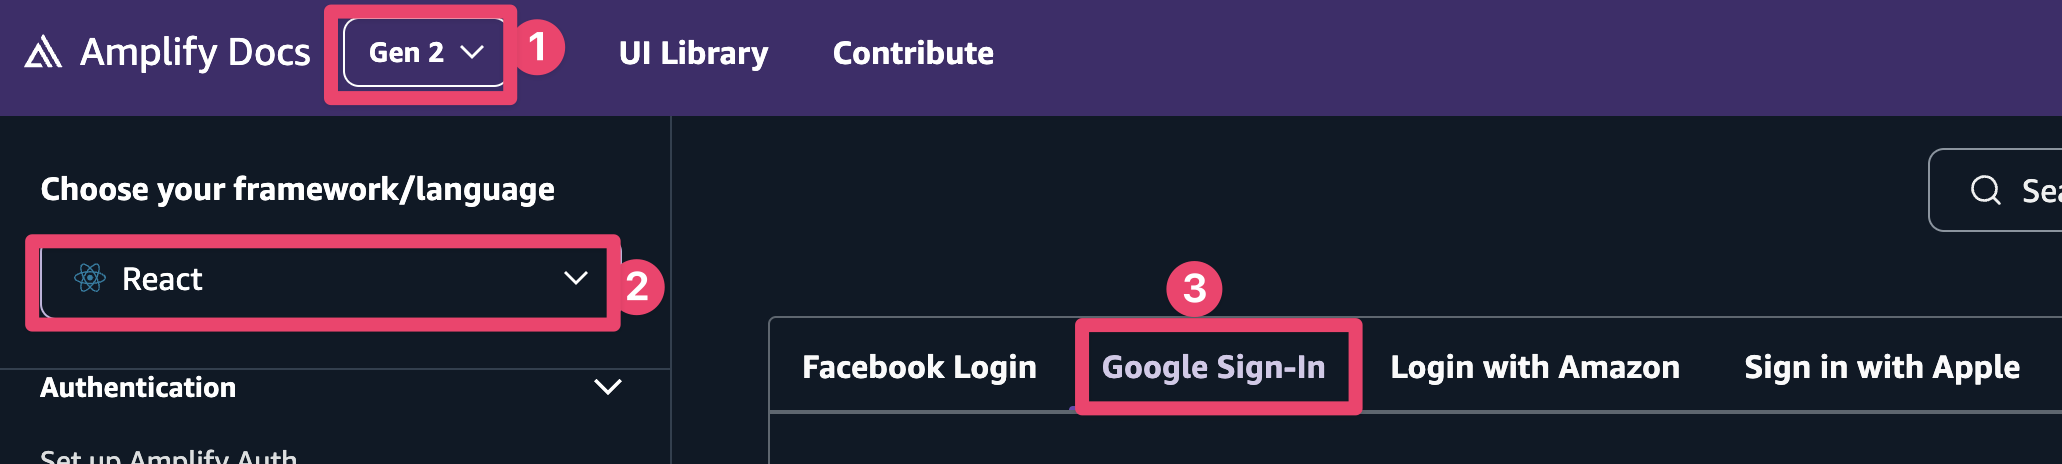 Amplify Docs
Gen 2
1
UI Library
Contribute
Choose your framework/language
React
2
Authentication
Set up Amplify Auth
3
Facebook Login
Google Sign-In
Login with Amazon
Sign in with Apple